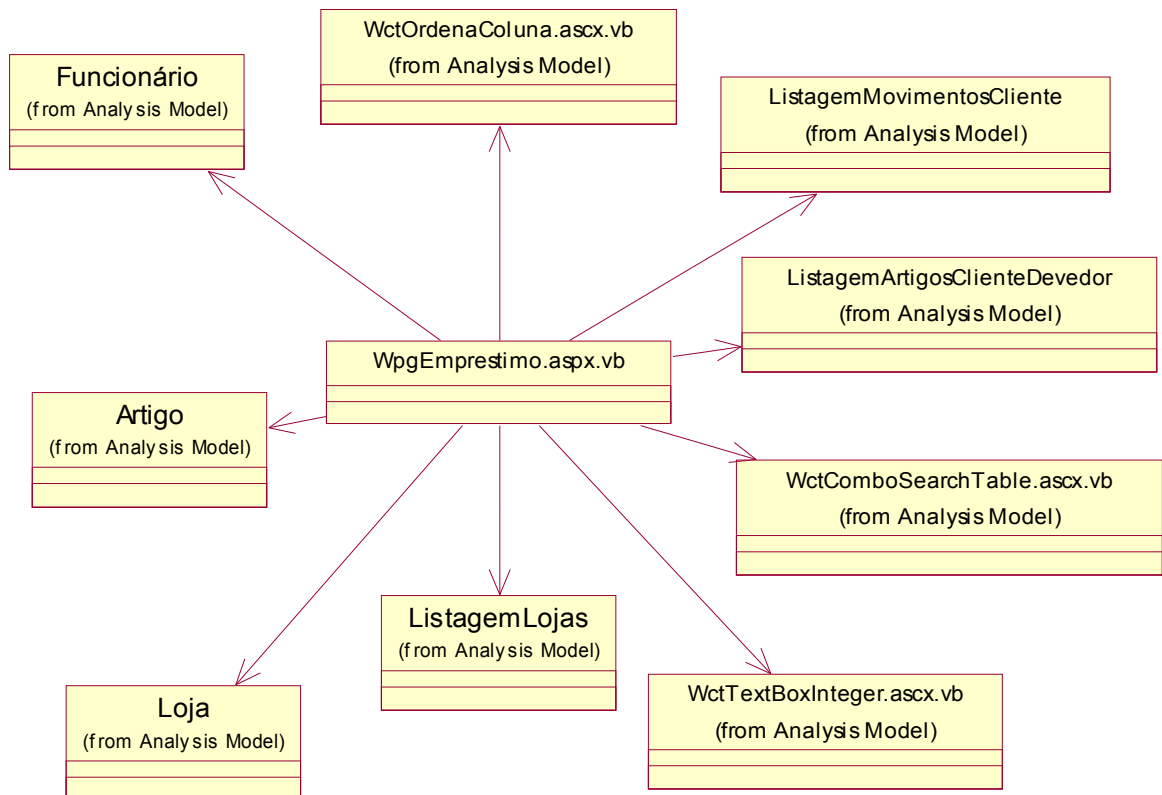 WctOrdenaColuna.ascx.vb
(from Analysis Model)
Funcionário
(from Analysis Model)
ListagemMovimentosCliente
(from Analysis Model)
ListagemArtigosClienteDevedor
(from Analysis Model)
WpgEmprestimo.aspx.vb
Artigo
(from Analysis Model)
WctComboSearchTable.ascx.vb
(from Analysis Model)
ListagemLojas
(from Analysis Model)
WctTextBoxInteger.ascx.vb
(from Analysis Model)
Loja
(from Analysis Model)